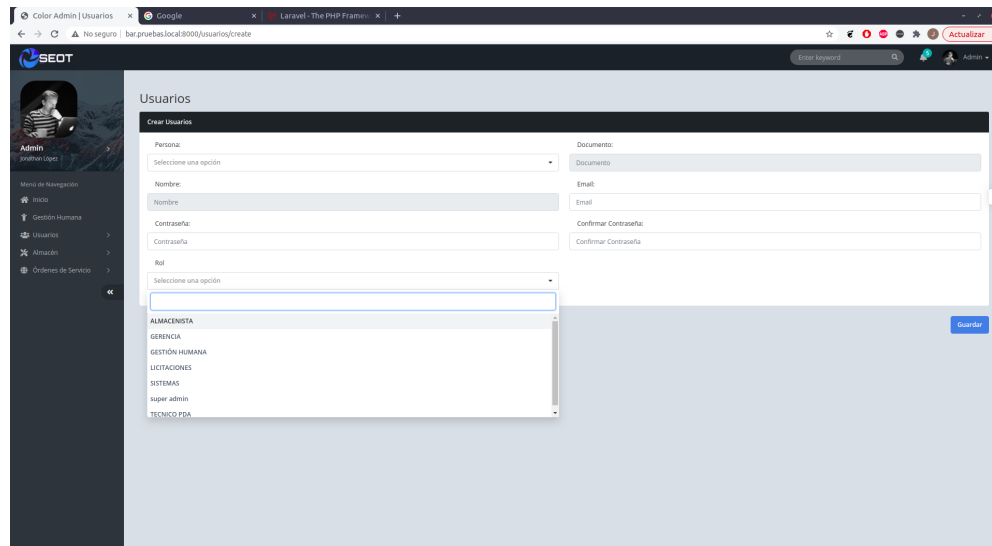 Color Admin | Usuarios
Google
Laravel - The PHP Framew
No seguro
bar.pruebas.local:8000/usuarios/create
Actualizar
SEDT
Enter keyword
5
Admin
Admin
Jonathan López
Menú de Navegación
Inicio
Gestión Humana
Usuarios
Almacén
Órdenes de Servicio
Usuarios
Crear Usuarios
Persona:
Documento:
Seleccione una opción
Documento
Nombre:
Email:
Nombre
Email
Contraseña:
Confirmar Contraseña:
Contraseña
Confirmar Contraseña
Rol
Seleccione una opción
ALMACENISTA
GERENCIA
GESTIÓN HUMANA
LICITACIONES
SISTEMAS
super admin
TECNICO PDA
Guardar